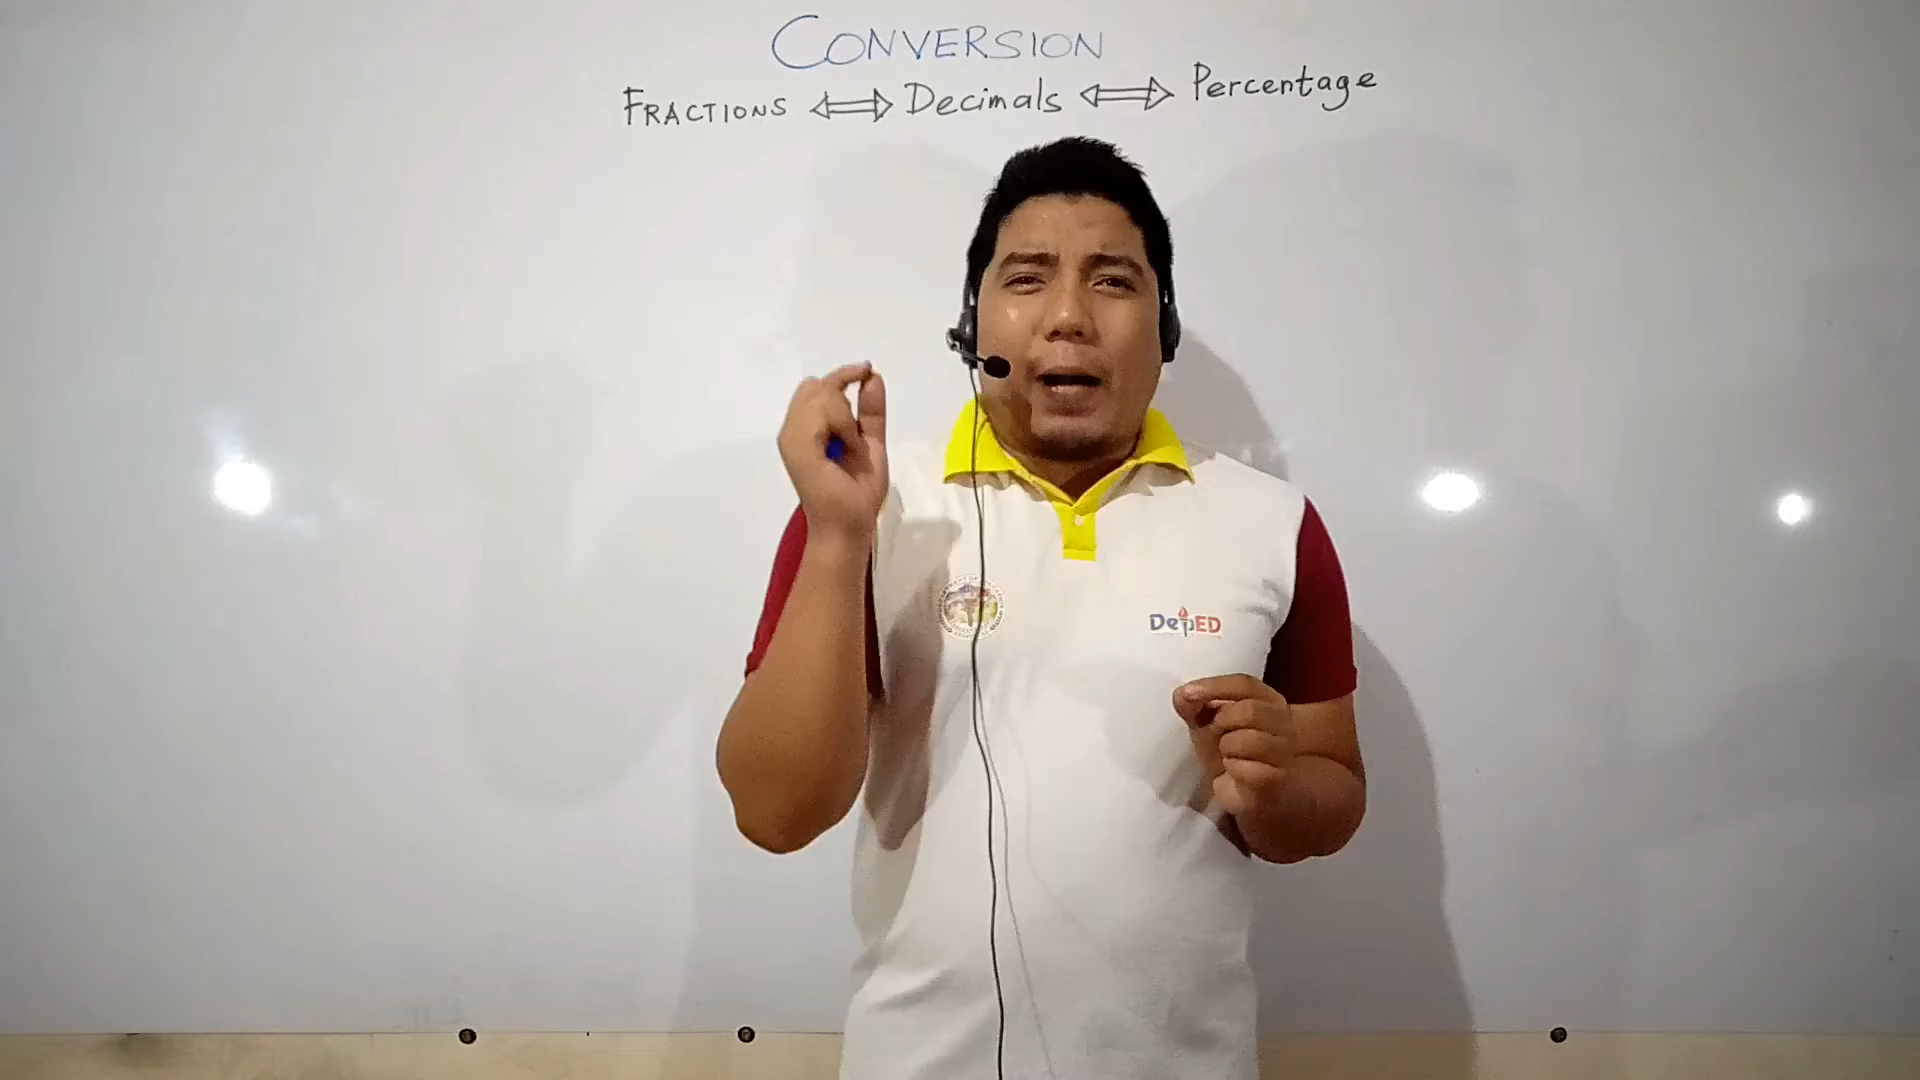 CONVERSION
FRACTIONS ⟺ Decimals ⟺ Percentage
DepED